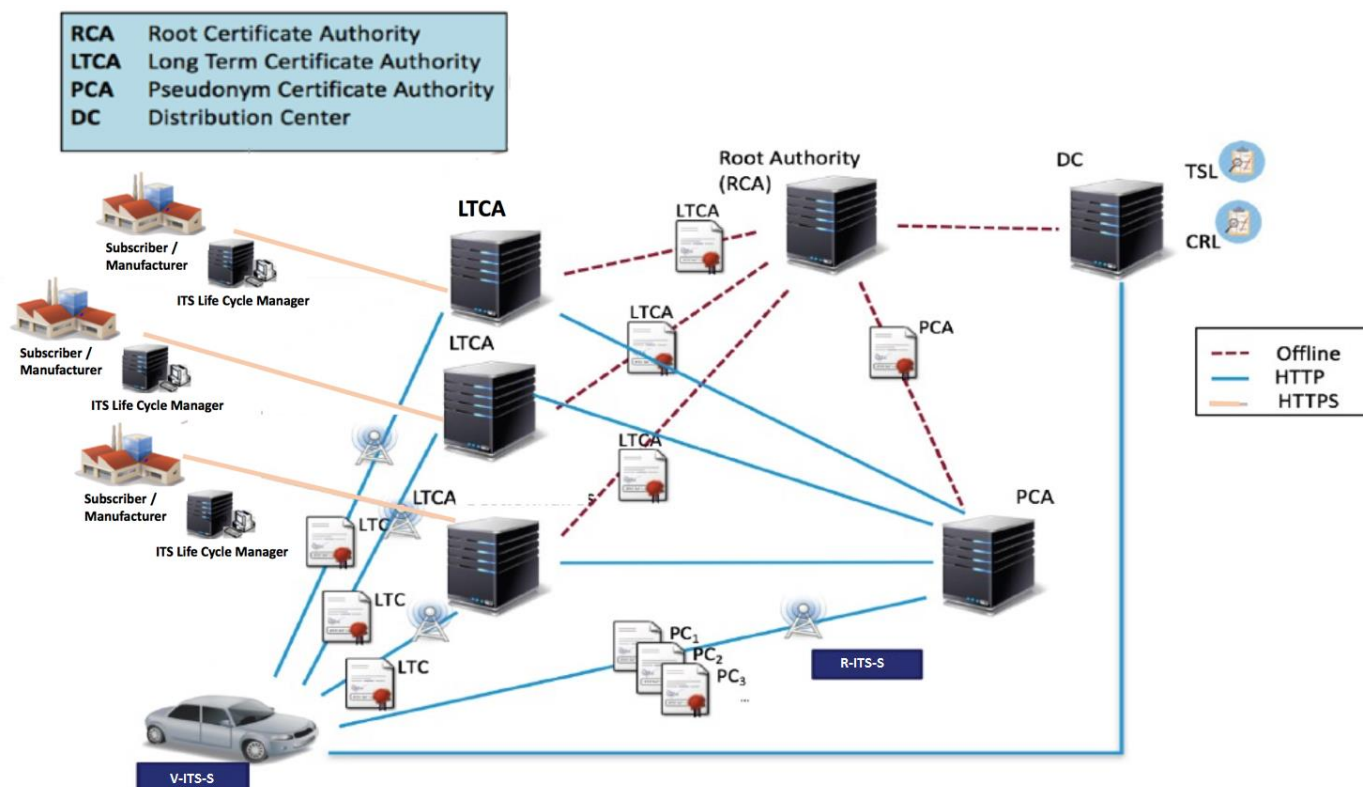 RCA Root Certificate Authority
LTCA Long Term Certificate Authority
PCA Pseudonym Certificate Authority
DC Distribution Center
Root Authority
(RCA)
DC
TSL
CRL
LTCA
LTCA
Subscriber /
Manufacturer
ITS Life Cycle Manager
LTCA
LTCA
PCA
Subscriber /
Manufacturer
ITS Life Cycle Manager
Offline
HTTP
HTTPS
LTCA
Subscriber /
Manufacturer
ITS Life Cycle Manager
LTCA
PCA
LTC
LTC
LTC
PC1
PC2
PC3
...
R-ITS-S
V-ITS-S